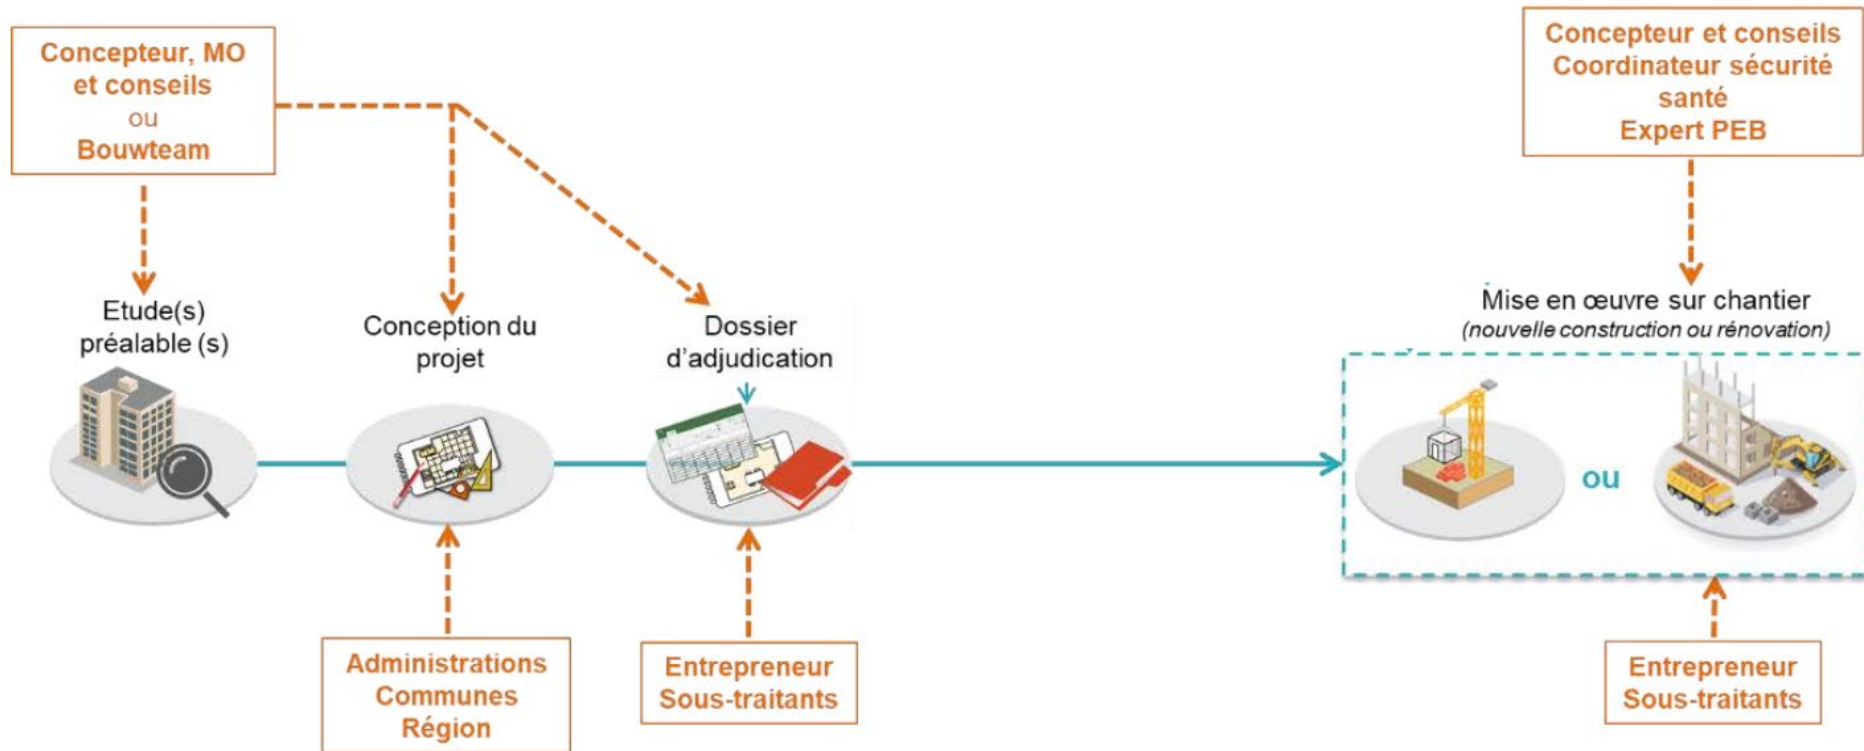 Concepteur, MO
et conseils
ou
Bouwteam
Concepteur et conseils
Coordinateur sécurité
santé
Expert PEB
Etude(s)
préalable (s)
Conception du
projet
Dossier
d'adjudication
Mise en œuvre sur chantier
(nouvelle construction ou rénovation)
ou
Administrations
Communes
Région
Entrepreneur
Sous-traitants
Entrepreneur
Sous-traitants